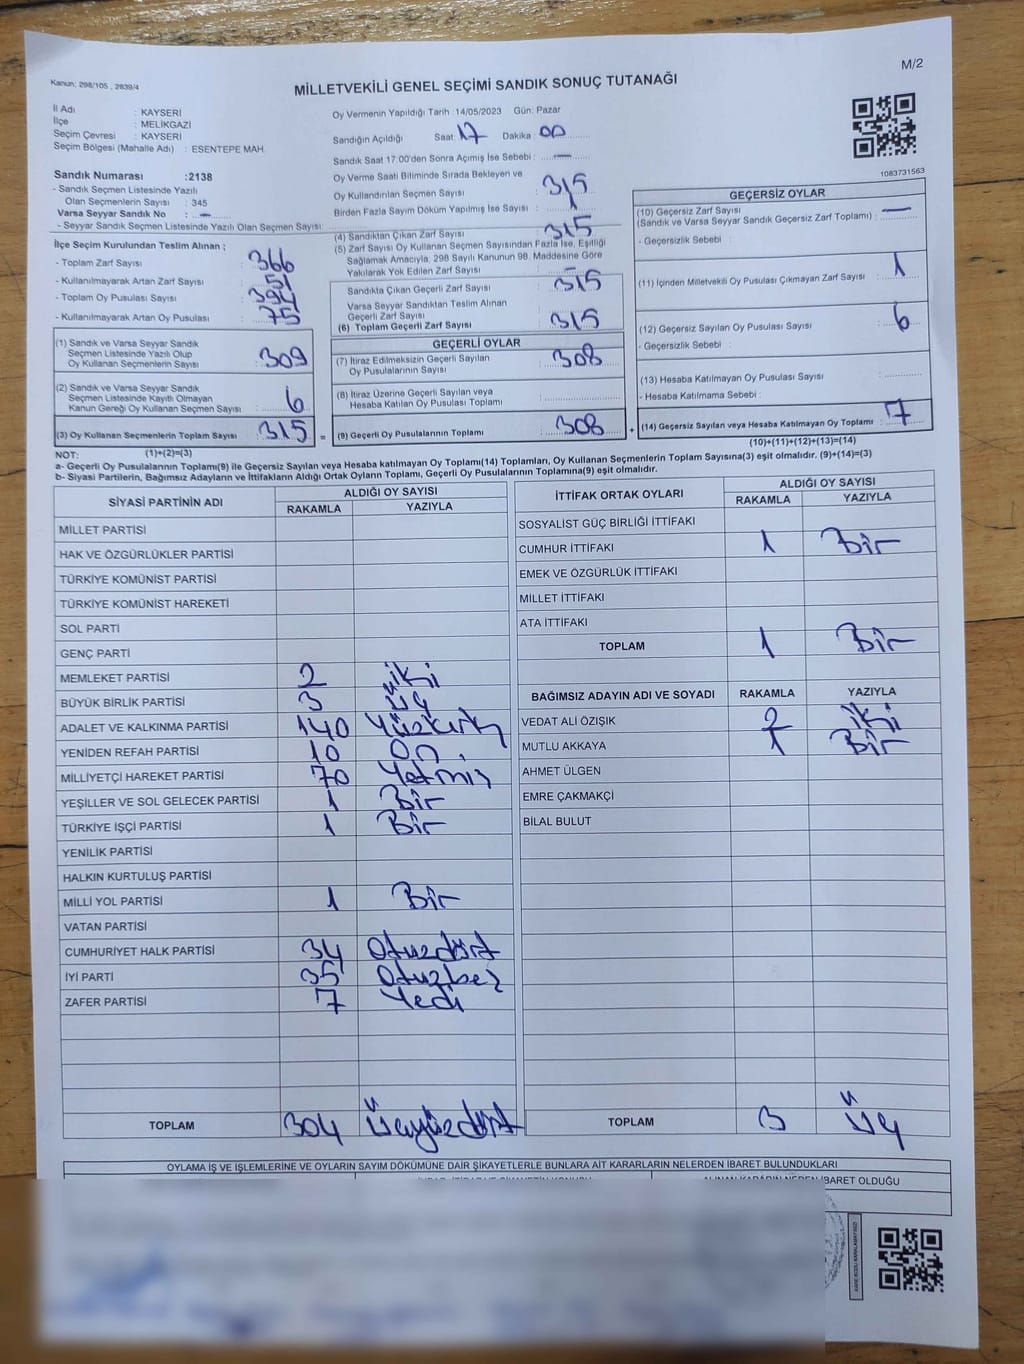 Kanun: 298/105 , 2839/4
M/2
MİLLETVEKİLİ GENEL SEÇİMİ SANDIK SONUÇ TUTANAĞI
İl Adı : KAYSERİ
İlçe : MELİKGAZİ
Seçim Çevresi : KAYSERİ
Seçim Bölgesi (Mahalle Adı) : ESENTEPE MAH.
Oy Vermenin Yapıldığı Tarih :14/05/2023 Gün: Pazar
Sandığın Açıldığı Saat: 17 Dakika : 00
Sandık Saat 17.00'den Sonra Açımış İse Sebebi : —
Oy Verme Saati Bitiminde Sırada Bekleyen ve
Oy Kullandırılan Seçmen Sayısı : 315
Birden Fazla Sayım Döküm Yapılmış İse Sayısı : 1
1083731563
Sandık Numarası :2138
- Sandık Seçmen Listesinde Yazılı
Olan Seçmenlerin Sayısı : 345
Varsa Seyyar Sandık No : —
- Seyyar Sandık Seçmen Listesinde Yazılı Olan Seçmen Sayısı:
İlçe Seçim Kurulundan Teslim Alınan ;
- Toplam Zarf Sayısı : 366
- Kullanılmayarak Artan Zarf Sayısı : 51
- Toplam Oy Pusulası Sayısı : 394
- Kullanılmayarak Artan Oy Pusulası : 75
(4) Sandıktan Çıkan Zarf Sayısı : 315
(5) Zarf Sayısı Oy Kullanan Seçmen Sayısından Fazla İse, Eşitliği
Sağlamak Amacıyla, 298 Sayılı Kanunun 98. Maddesine Göre
Yakılarak Yok Edilen Zarf Sayısı : —
Sandıkta Çıkan Geçerli Zarf Sayısı : 315
Varsa Seyyar Sandıktan Teslim Alınan
Geçerli Zarf Sayısı
(6) Toplam Geçerli Zarf Sayısı : 315
GEÇERSİZ OYLAR
(10) Geçersiz Zarf Sayısı
(Sandık ve Varsa Seyyar Sandık Geçersiz Zarf Toplamı) : —
- Geçersizlik Sebebi :
(11) İçinden Milletvekili Oy Pusulası Çıkmayan Zarf Sayısı : 1
(12) Geçersiz Sayılan Oy Pusulası Sayısı : 6
- Geçersizlik Sebebi :
(13) Hesaba Katılmayan Oy Pusulası Sayısı :
- Hesaba Katılmama Sebebi :
(14) Geçersiz Sayılan veya Hesaba Katılmayan Oy Toplamı : 7
(10)+(11)+(12)+(13)=(14)
(1) Sandık ve Varsa Seyyar Sandık
Seçmen Listesinde Yazılı Olup
Oy Kullanan Seçmenlerin Sayısı : 309
(2) Sandık ve Varsa Seyyar Sandık
Seçmen Listesinde Kayıtlı Olmayan
Kanun Gereği Oy Kullanan Seçmen Sayısı : 6
(3) Oy Kullanan Seçmenlerin Toplam Sayısı : 315
(1)+(2)=(3)
=
GEÇERLİ OYLAR
(7) İtiraz Edilmeksizin Geçerli Sayılan
Oy Pusulalarının Sayısı : 308
(8) İtiraz Üzerine Geçerli Sayılan veya
Hesaba Katılan Oy Pusulası Toplamı :
(9) Geçerli Oy Pusulalarının Toplamı : 308
+
NOT:
a- Geçerli Oy Pusulalarının Toplamı(9) ile Geçersiz Sayılan veya Hesaba katılmayan Oy Toplamı(14) Toplamları, Oy Kullanan Seçmenlerin Toplam Sayısına(3) eşit olmalıdır. (9)+(14)=(3)
b- Siyasi Partilerin, Bağımsız Adayların ve İttifakların Aldığı Ortak Oyların Toplamı, Geçerli Oy Pusulalarının Toplamına(9) eşit olmalıdır.
SİYASİ PARTİNİN ADI
ALDIĞI OY SAYISI
RAKAMLA YAZIYLA
MİLLET PARTİSİ
HAK VE ÖZGÜRLÜKLER PARTİSİ
TÜRKİYE KOMÜNİST PARTİSİ
TÜRKİYE KOMÜNİST HAREKETİ
SOL PARTİ
GENÇ PARTİ
MEMLEKET PARTİSİ 2 iki
BÜYÜK BİRLİK PARTİSİ 3 üç
ADALET VE KALKINMA PARTİSİ 140 Yüzkırk
YENİDEN REFAH PARTİSİ 10 On
MİLLİYETÇİ HAREKET PARTİSİ 70 Yetmiş
YEŞİLLER VE SOL GELECEK PARTİSİ 1 Bir
TÜRKİYE İŞÇİ PARTİSİ 1 Bir
YENİLİK PARTİSİ
HALKIN KURTULUŞ PARTİSİ
MİLLİ YOL PARTİSİ 1 Bir
VATAN PARTİSİ
CUMHURİYET HALK PARTİSİ 34 Otuzdört
İYİ PARTİ 35 Otuzbeş
ZAFER PARTİSİ 7 Yedi
TOPLAM 304 Üçyüzdört
İTTİFAK ORTAK OYLARI
ALDIĞI OY SAYISI
RAKAMLA YAZIYLA
SOSYALİST GÜÇ BİRLİĞİ İTTİFAKI
CUMHUR İTTİFAKI 1 Bir
EMEK VE ÖZGÜRLÜK İTTİFAKI
MİLLET İTTİFAKI
ATA İTTİFAKI
TOPLAM 1 Bir
BAĞIMSIZ ADAYIN ADI VE SOYADI RAKAMLA YAZIYLA
VEDAT ALİ ÖZIŞIK 2 iki
MUTLU AKKAYA 1 Bir
AHMET ÜLGEN
EMRE ÇAKMAKÇİ
BİLAL BULUT
TOPLAM 3 Üç
OYLAMA İŞ VE İŞLEMLERİNE VE OYLARIN SAYIM DÖKÜMÜNE DAİR ŞİKAYETLERLE BUNLARA AİT KARARLARIN NELERDEN İBARET BULUNDUKLARI
ALINAN KARARIN NEDEN İBARET OLDUĞU